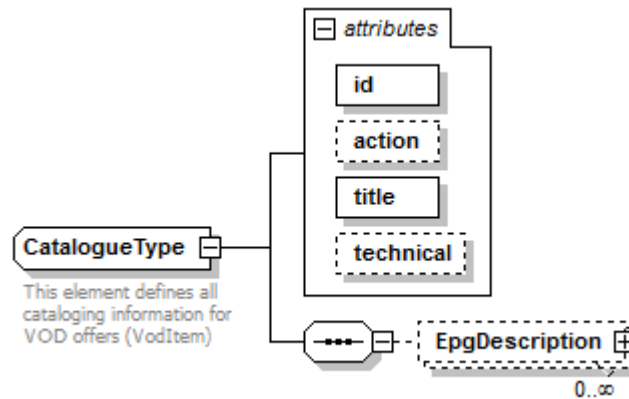 attributes
id
action
title
technical
CatalogueType
This element defines all
cataloging information for
VOD offers (VodItem)
EpgDescription
0..∞